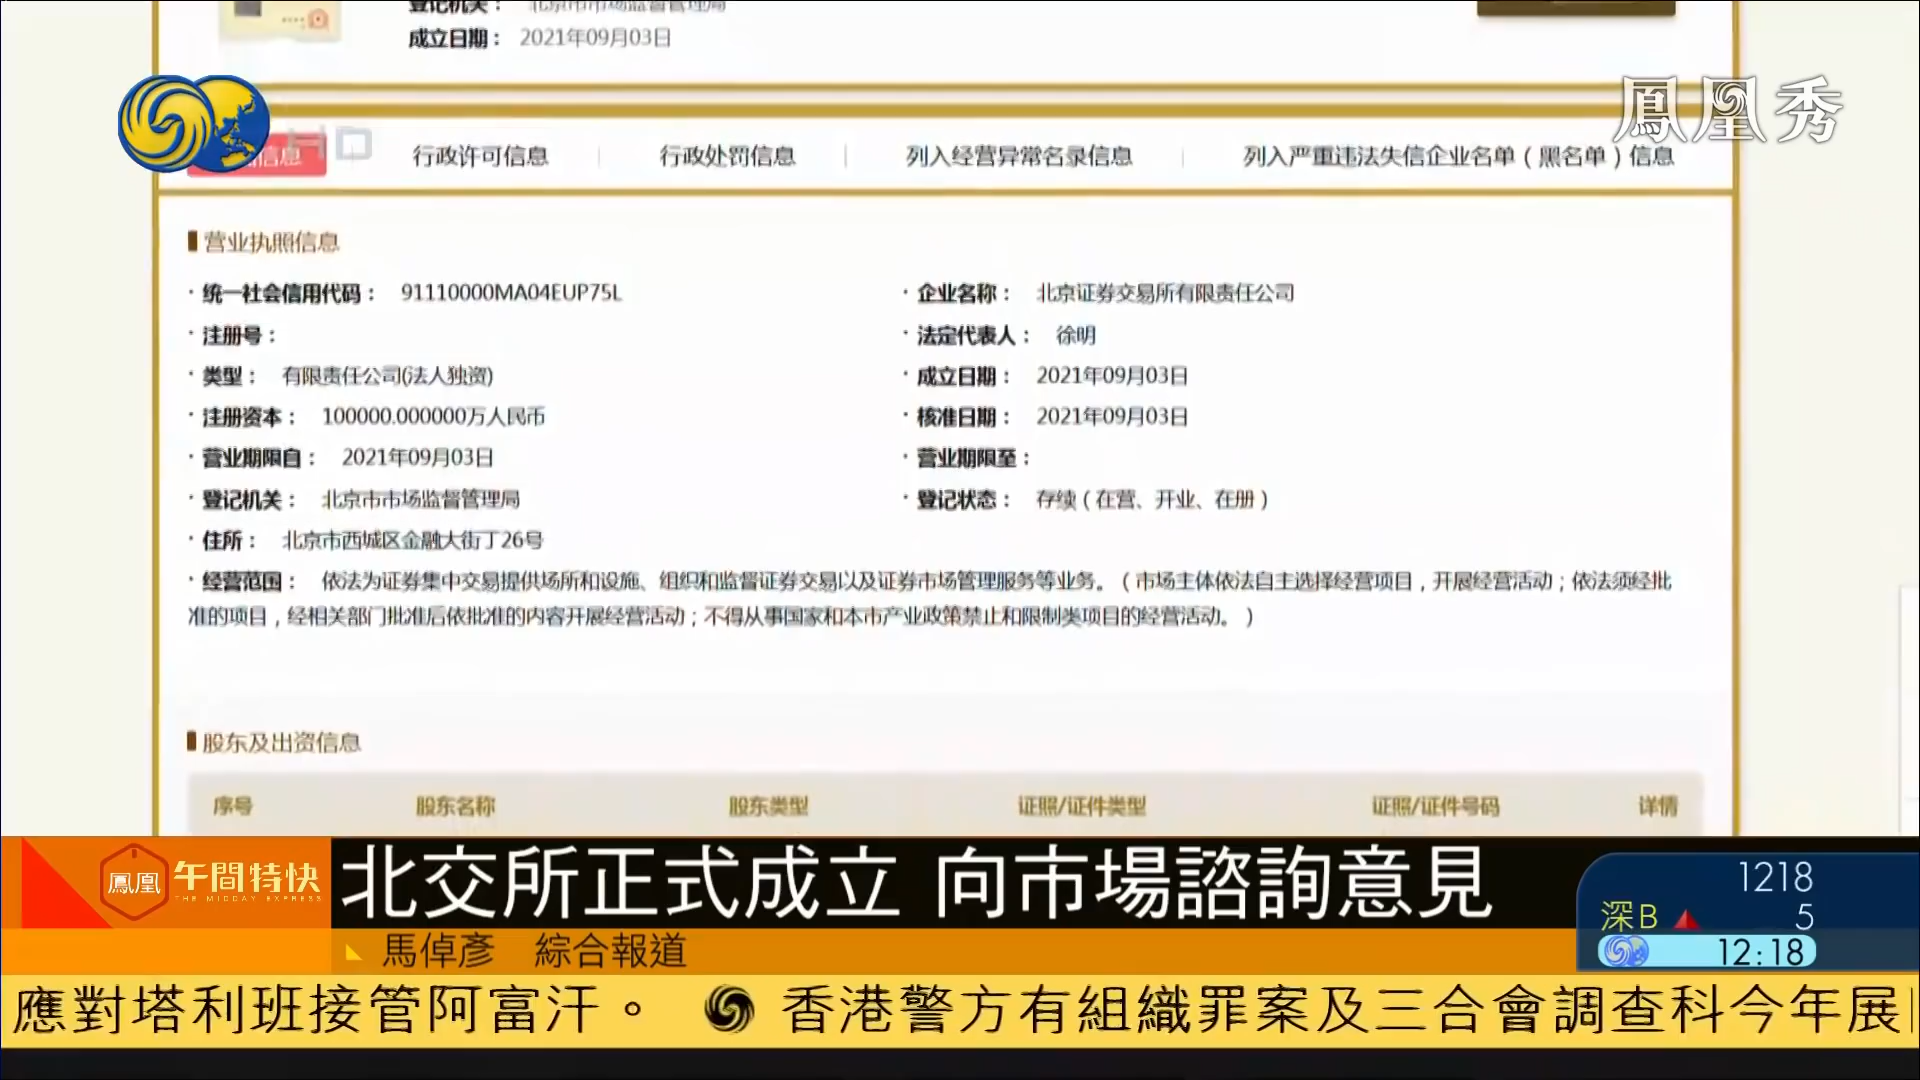 登记机关： 北京市市场监督管理局
成立日期： 2021年09月03日
鳳凰秀
信息 行政许可信息 行政处罚信息 列入经营异常名录信息 列入严重违法失信企业名单（黑名单）信息
营业执照信息
· 统一社会信用代码： 91110000MA04EUP75L · 企业名称： 北京证券交易所有限责任公司
· 注册号： · 法定代表人： 徐明
· 类型： 有限责任公司(法人独资) · 成立日期： 2021年09月03日
· 注册资本： 100000.000000万人民币 · 核准日期： 2021年09月03日
· 营业期限自： 2021年09月03日 · 营业期限至：
· 登记机关： 北京市市场监督管理局 · 登记状态： 存续（在营、开业、在册）
· 住所： 北京市西城区金融大街丁26号
· 经营范围： 依法为证券集中交易提供场所和设施、组织和监督证券交易以及证券市场管理服务等业务。（市场主体依法自主选择经营项目，开展经营活动；依法须经批
准的项目，经相关部门批准后依批准的内容开展经营活动；不得从事国家和本市产业政策禁止和限制类项目的经营活动。）
股东及出资信息
序号 股东名称 股东类型 证照/证件类型 证照/证件号码 详情
鳳凰 午間特快
THE MIDDAY EXPRESS
北交所正式成立 向市場諮詢意見
馬倬彥 綜合報道
1218
深B 5
12:18
應對塔利班接管阿富汗。 香港警方有組織罪案及三合會調查科今年展